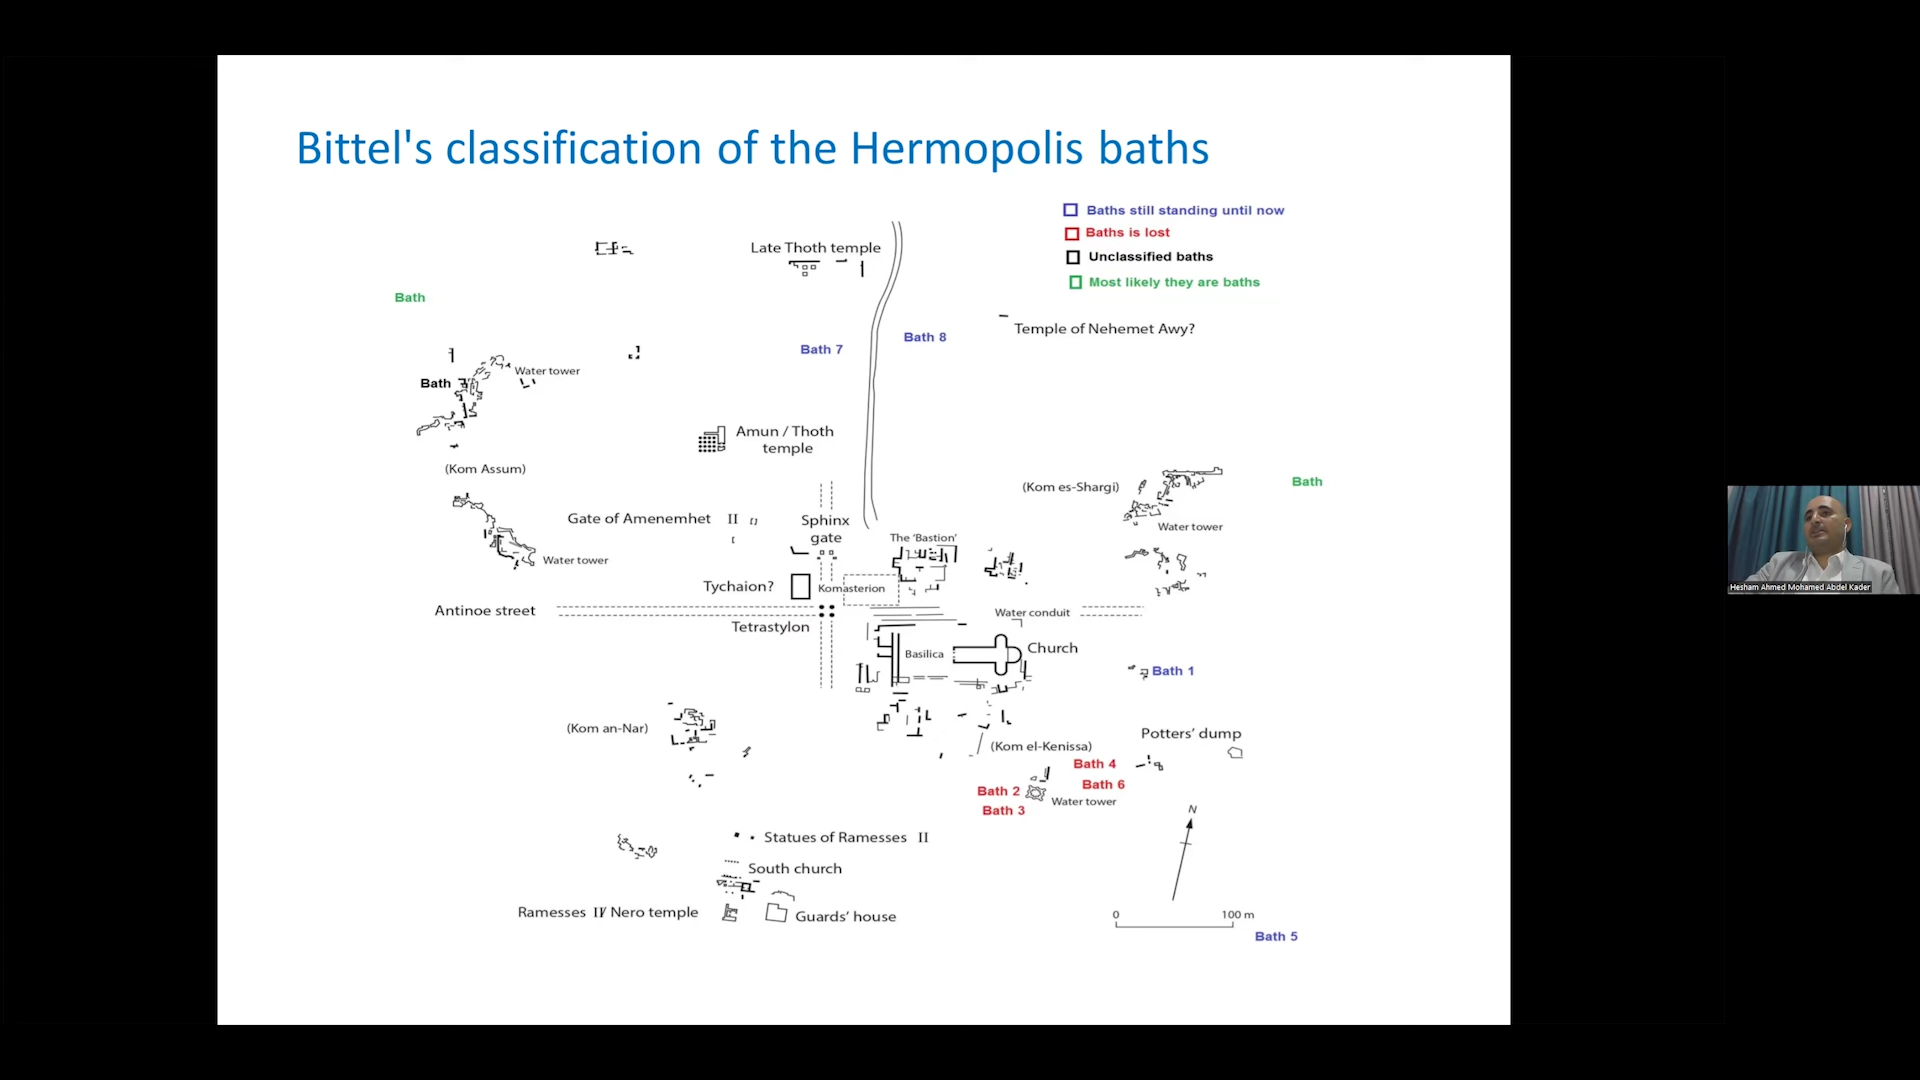 Bittel's classification of the Hermopolis baths
Baths still standing until now
Baths is lost
Unclassified baths
Most likely they are baths
Late Thoth temple
Bath
Temple of Nehemet Awy?
Bath 8
Bath 7
Water tower
Bath
Amun / Thoth
temple
(Kom Assum)
Bath
(Kom es-Shargi)
Water tower
Gate of Amenemhet II
Sphinx
gate
The 'Bastion'
Water tower
Tychaion?
Komasterion
Antinoe street
Water conduit
Tetrastylon
Basilica
Church
Bath 1
(Kom an-Nar)
Potters' dump
(Kom el-Kenissa)
Bath 4
Bath 6
Bath 2
Water tower
Bath 3
N
Statues of Ramesses II
South church
Ramesses II/ Nero temple
Guards' house
0 100 m
Bath 5
Hesham Ahmed Mohamed Abdel Kader